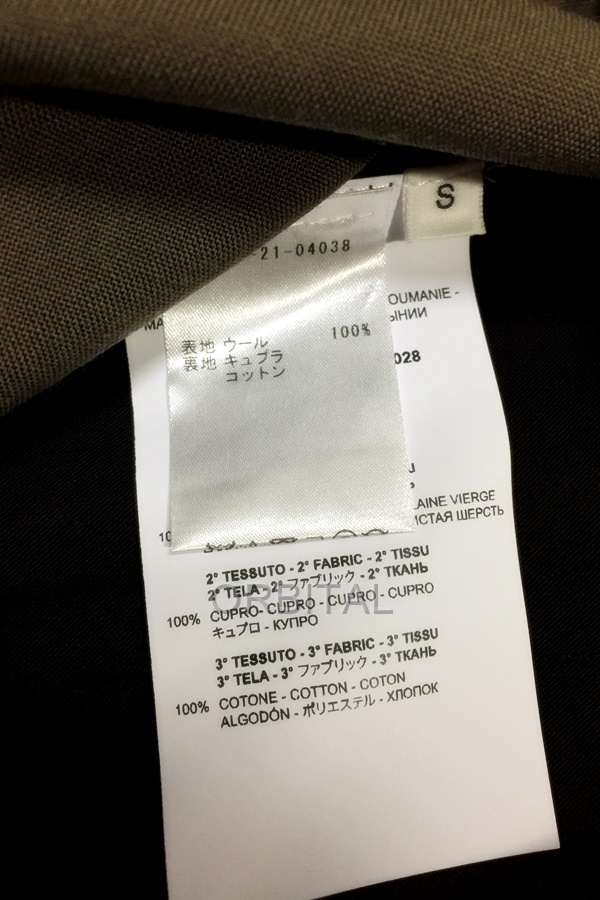 S
-21-04038
OUMANIE -
ЫНИИ
MA
表地 ウール 100%
裏地 キュプラ
コットン
028
AINE VIERGE
ИСТАЯ ШЕРСТЬ
10
2° TESSUTO - 2° FABRIC - 2° TISSU
2° TELA - 2° ファブリック - 2° ТКАНЬ
100% CUPRO- CUPRO - CUPRO - CUPRO
キュプロ - КУПРО
ORBITAL
3° TESSUTO - 3° FABRIC - 3° TISSU
3° TELA - 3° ファブリック - 3° ТКАНЬ
100% COTONE - COTTON - COTON
ALGODÓN - ポリエステル - ХЛОПОК